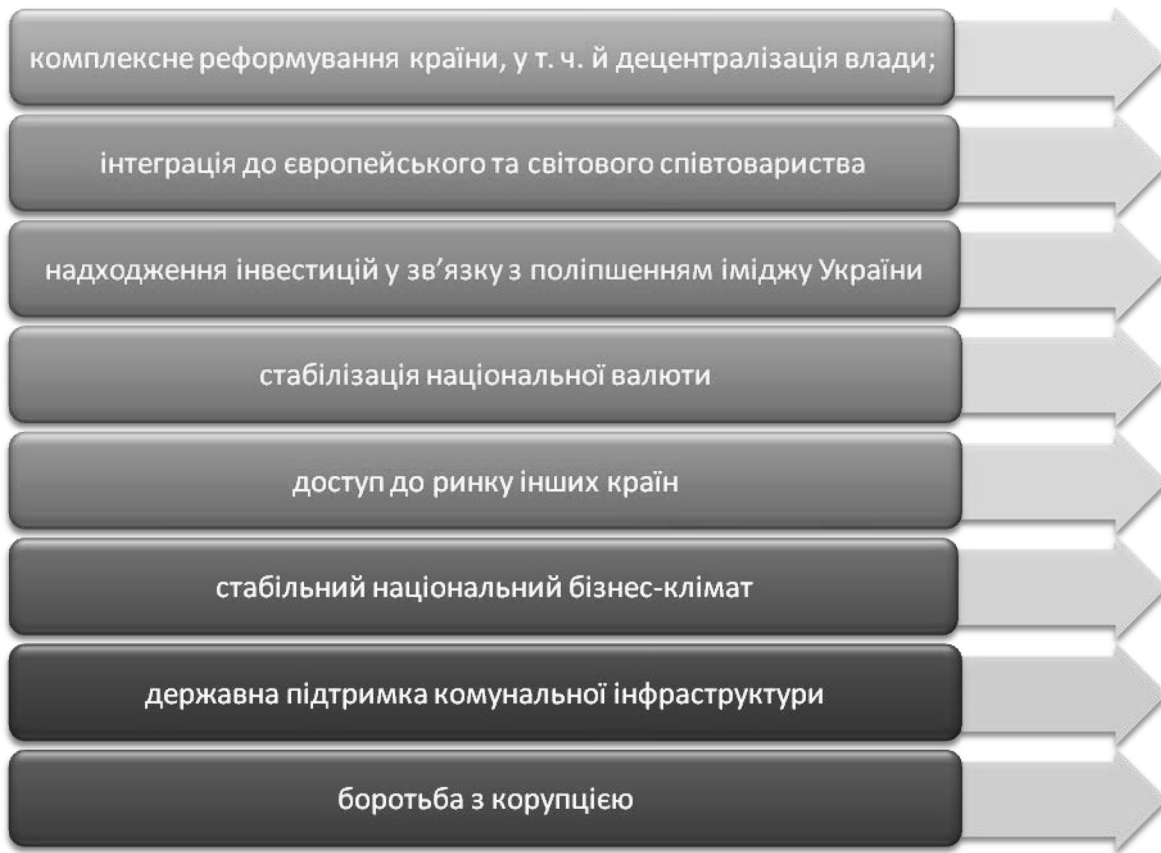 комплексне реформування країни, у т. ч. й децентралізація влади;
інтеграція до європейського та світового співтовариства
надходження інвестицій у зв’язку з поліпшенням іміджу України
стабілізація національної валюти
доступ до ринку інших країн
стабільний національний бізнес-клімат
державна підтримка комунальної інфраструктури
боротьба з корупцією